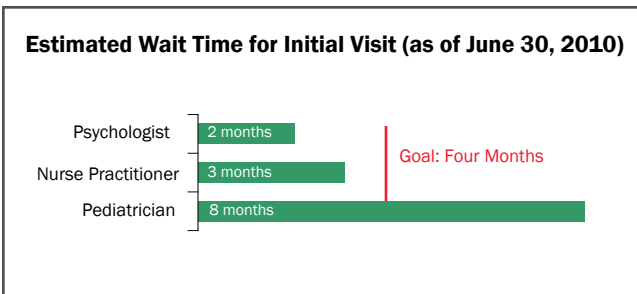 Estimated Wait Time for Initial Visit (as of June 30, 2010)
Psychologist
2 months
Nurse Practitioner
3 months
Goal: Four Months
Pediatrician
8 months